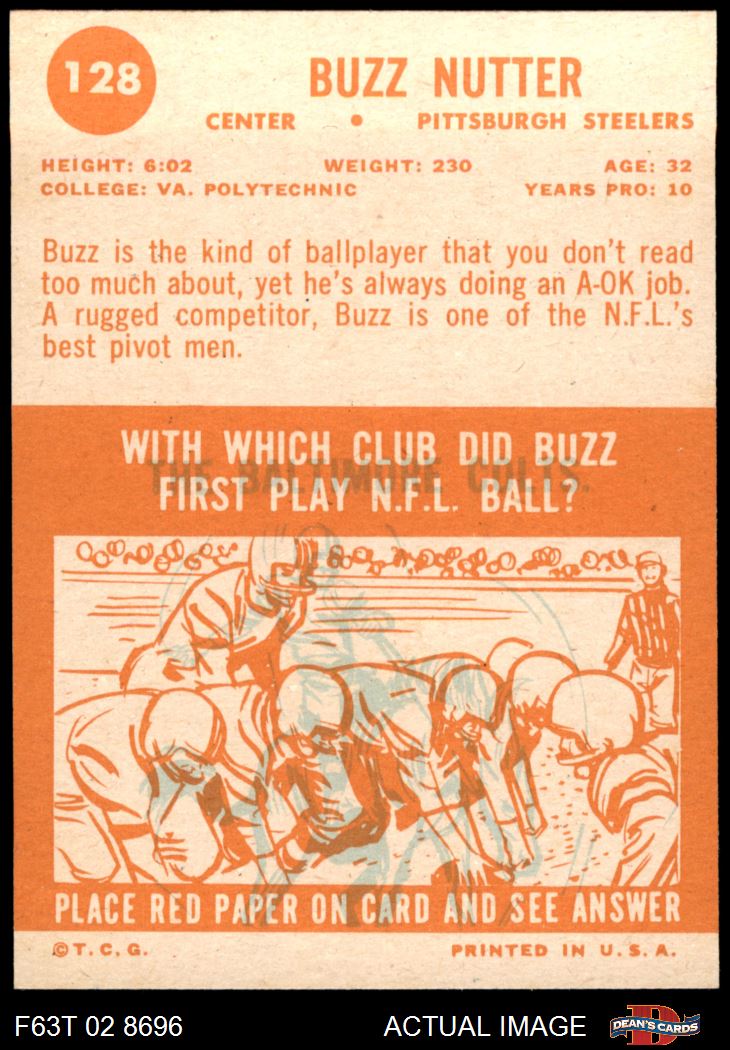 128
BUZZ NUTTER
CENTER • PITTSBURGH STEELERS
HEIGHT: 6:02 WEIGHT: 230 AGE: 32
COLLEGE: VA. POLYTECHNIC YEARS PRO: 10
Buzz is the kind of ballplayer that you don't read
too much about, yet he's always doing an A-OK job.
A rugged competitor, Buzz is one of the N.F.L.'s
best pivot men.
WITH WHICH CLUB DID BUZZ
THE BALTIMORE COLTS.
FIRST PLAY N.F.L. BALL?
PLACE RED PAPER ON CARD AND SEE ANSWER
©T.C.G. PRINTED IN U.S.A.
F63T 02 8696 ACTUAL IMAGE D DEAN'S CARDS